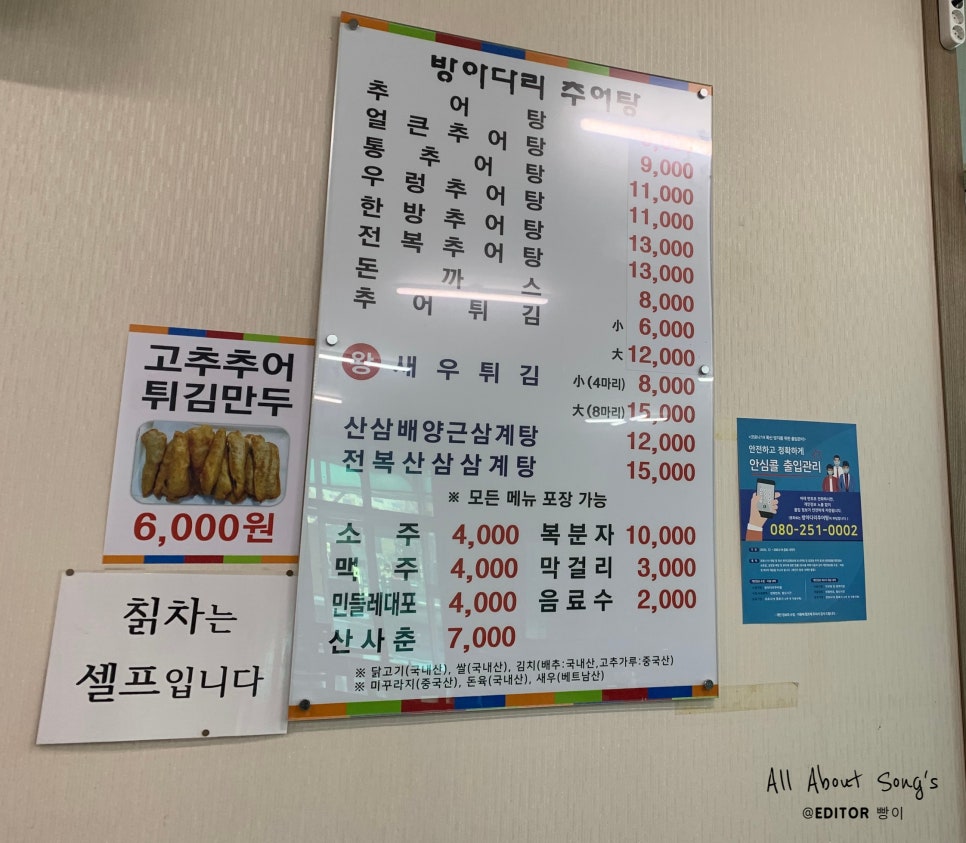 방아다리 추어탕
추어탕
얼큰추어탕 9,000
통추어탕 11,000
우렁추어탕 11,000
한방추어탕 13,000
전복추어탕 13,000
돈까스 8,000
추어튀김 小 6,000
大 12,000
왕 새우튀김 小(4마리) 8,000
大(8마리) 15,000
산삼배양근삼계탕 12,000
전복산삼삼계탕 15,000
※ 모든 메뉴 포장 가능
소주 4,000 복분자 10,000
맥주 4,000 막걸리 3,000
민들레대포 4,000 음료수 2,000
산사춘 7,000
※ 닭고기(국내산), 쌀(국내산), 김치(배추:국내산,고추가루:중국산)
※ 미꾸라지(중국산), 돈육(국내산), 새우(베트남산)
고추추어
튀김만두
6,000원
칡차는
셀프입니다
안전하고 정확하게
안심콜 출입관리
080-251-0002
All About Song's
@EDITOR 빵이